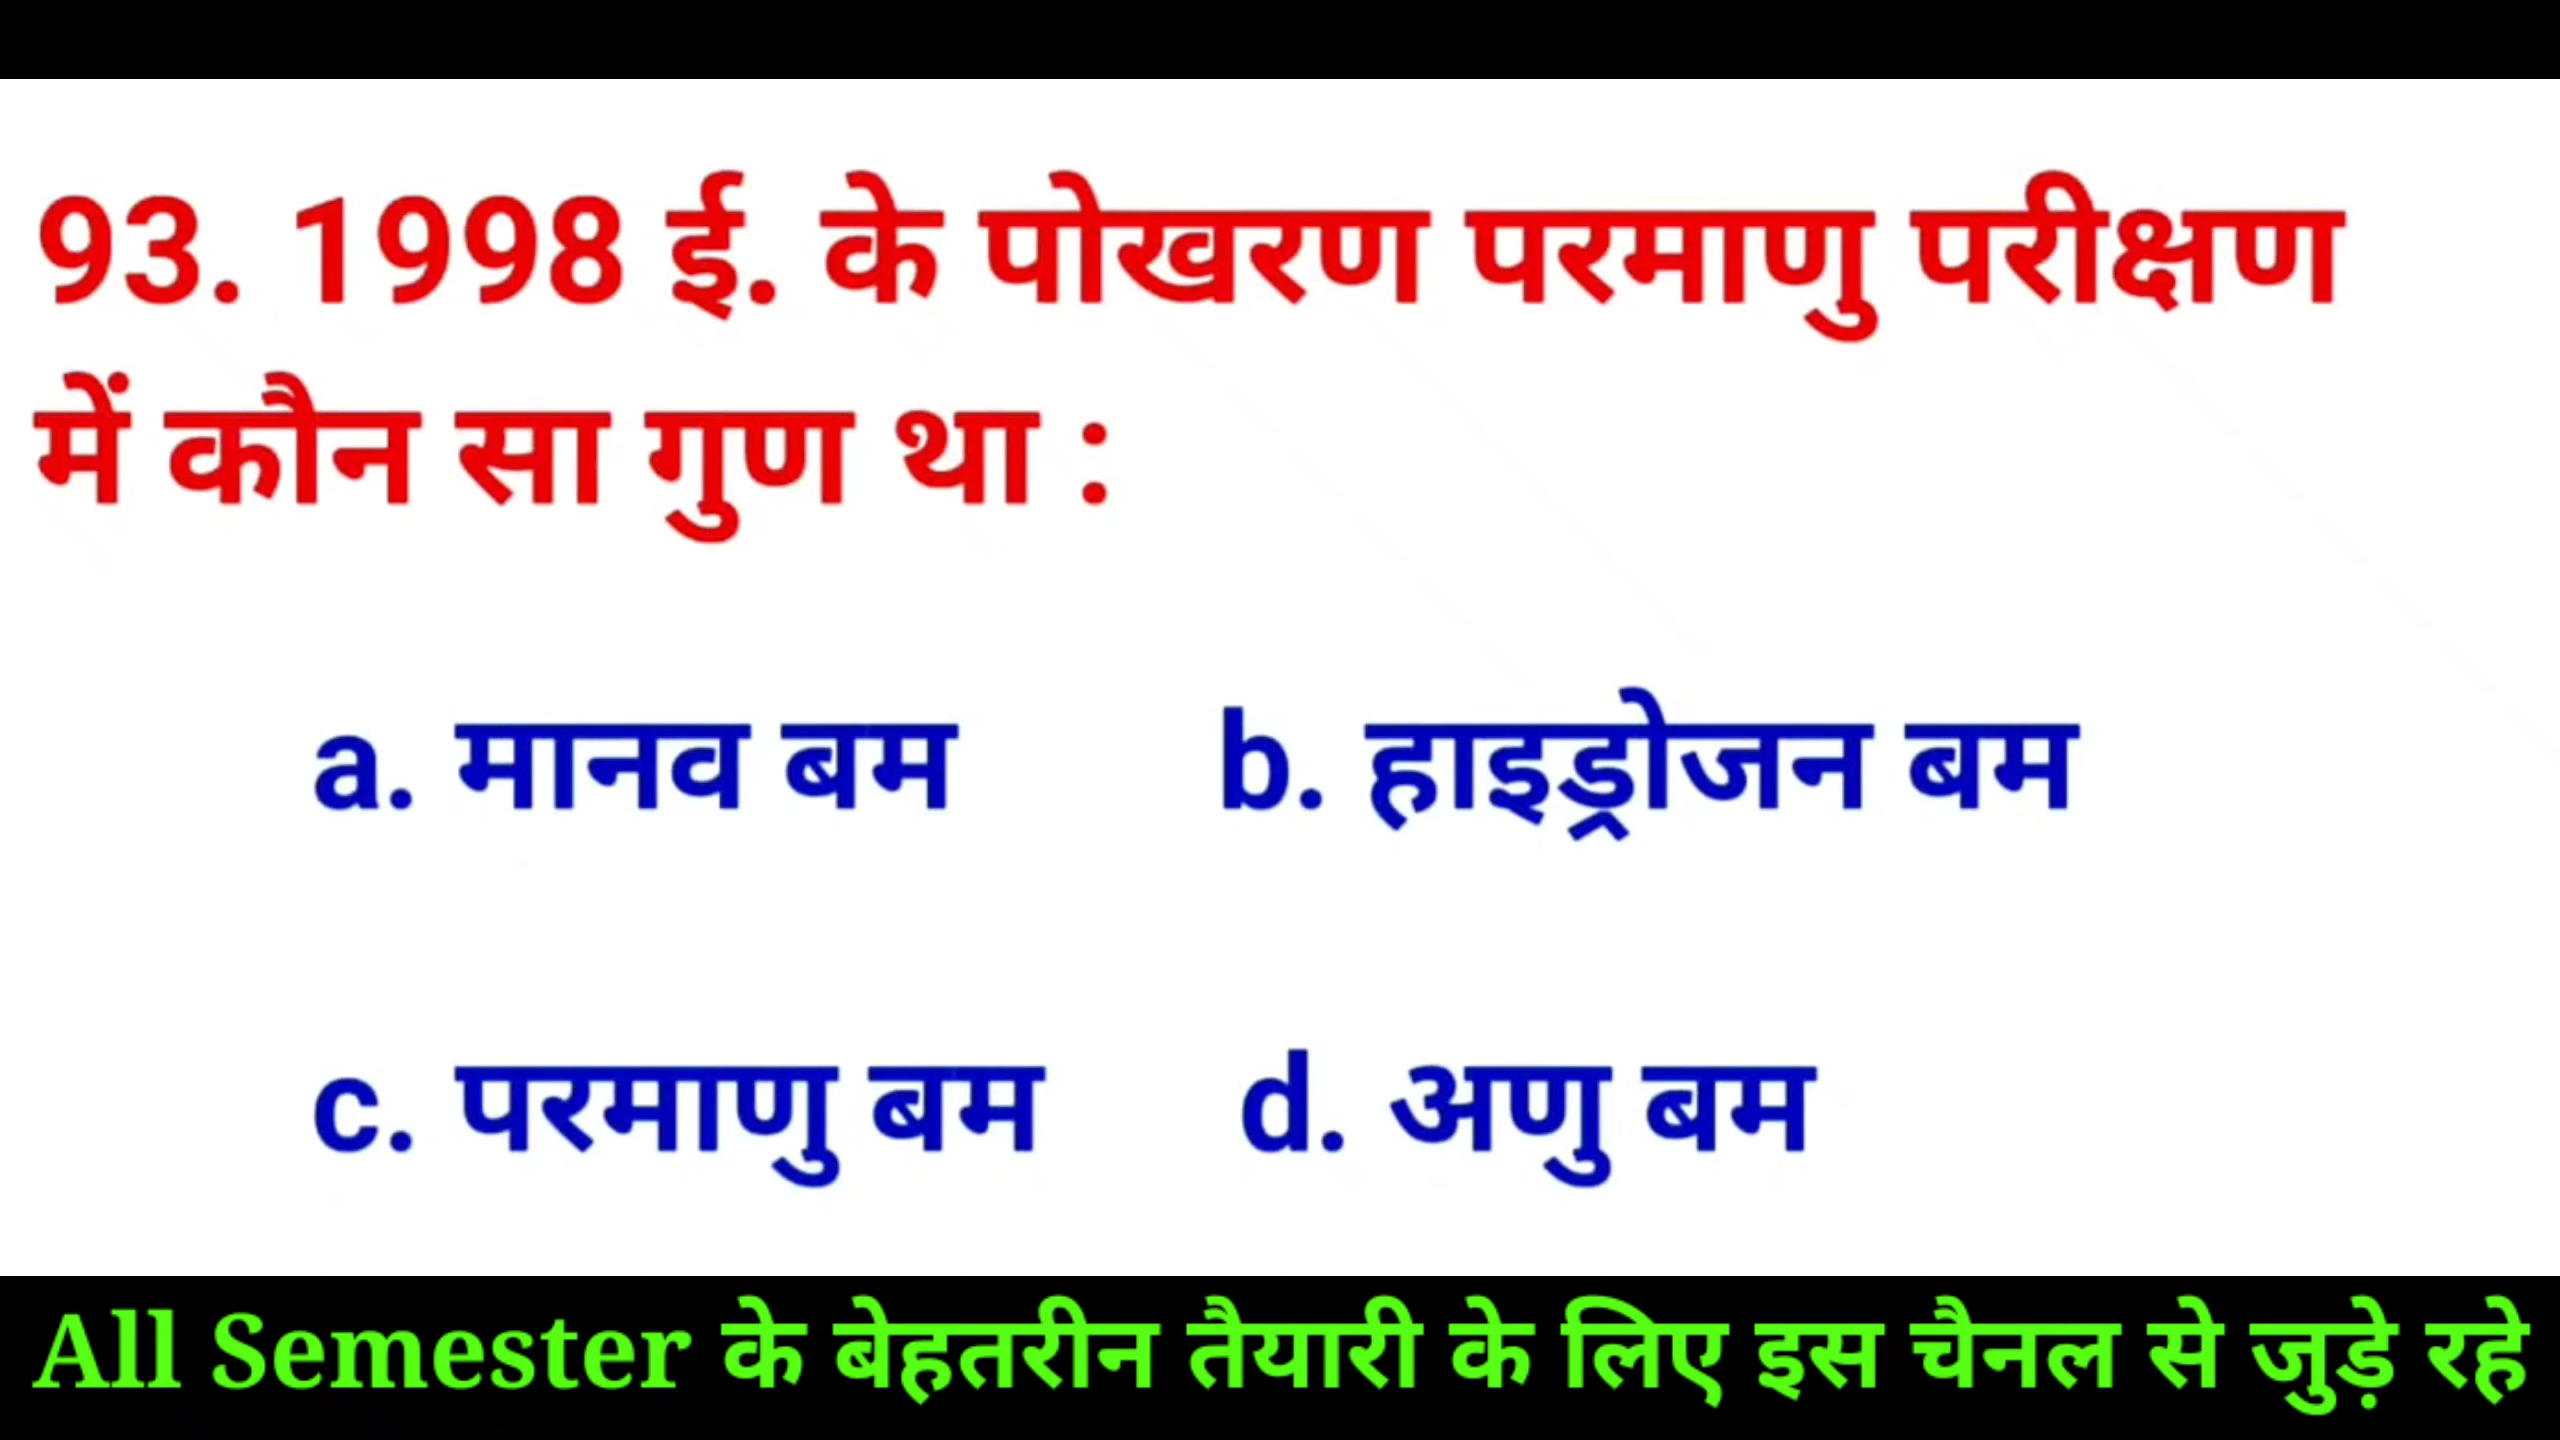 93. 1998 ई. के पोखरण परमाणु परीक्षण
में कौन सा गुण था :
a. मानव बम b. हाइड्रोजन बम
c. परमाणु बम d. अणु बम
All Semester के बेहतरीन तैयारी के लिए इस चैनल से जुड़े रहे